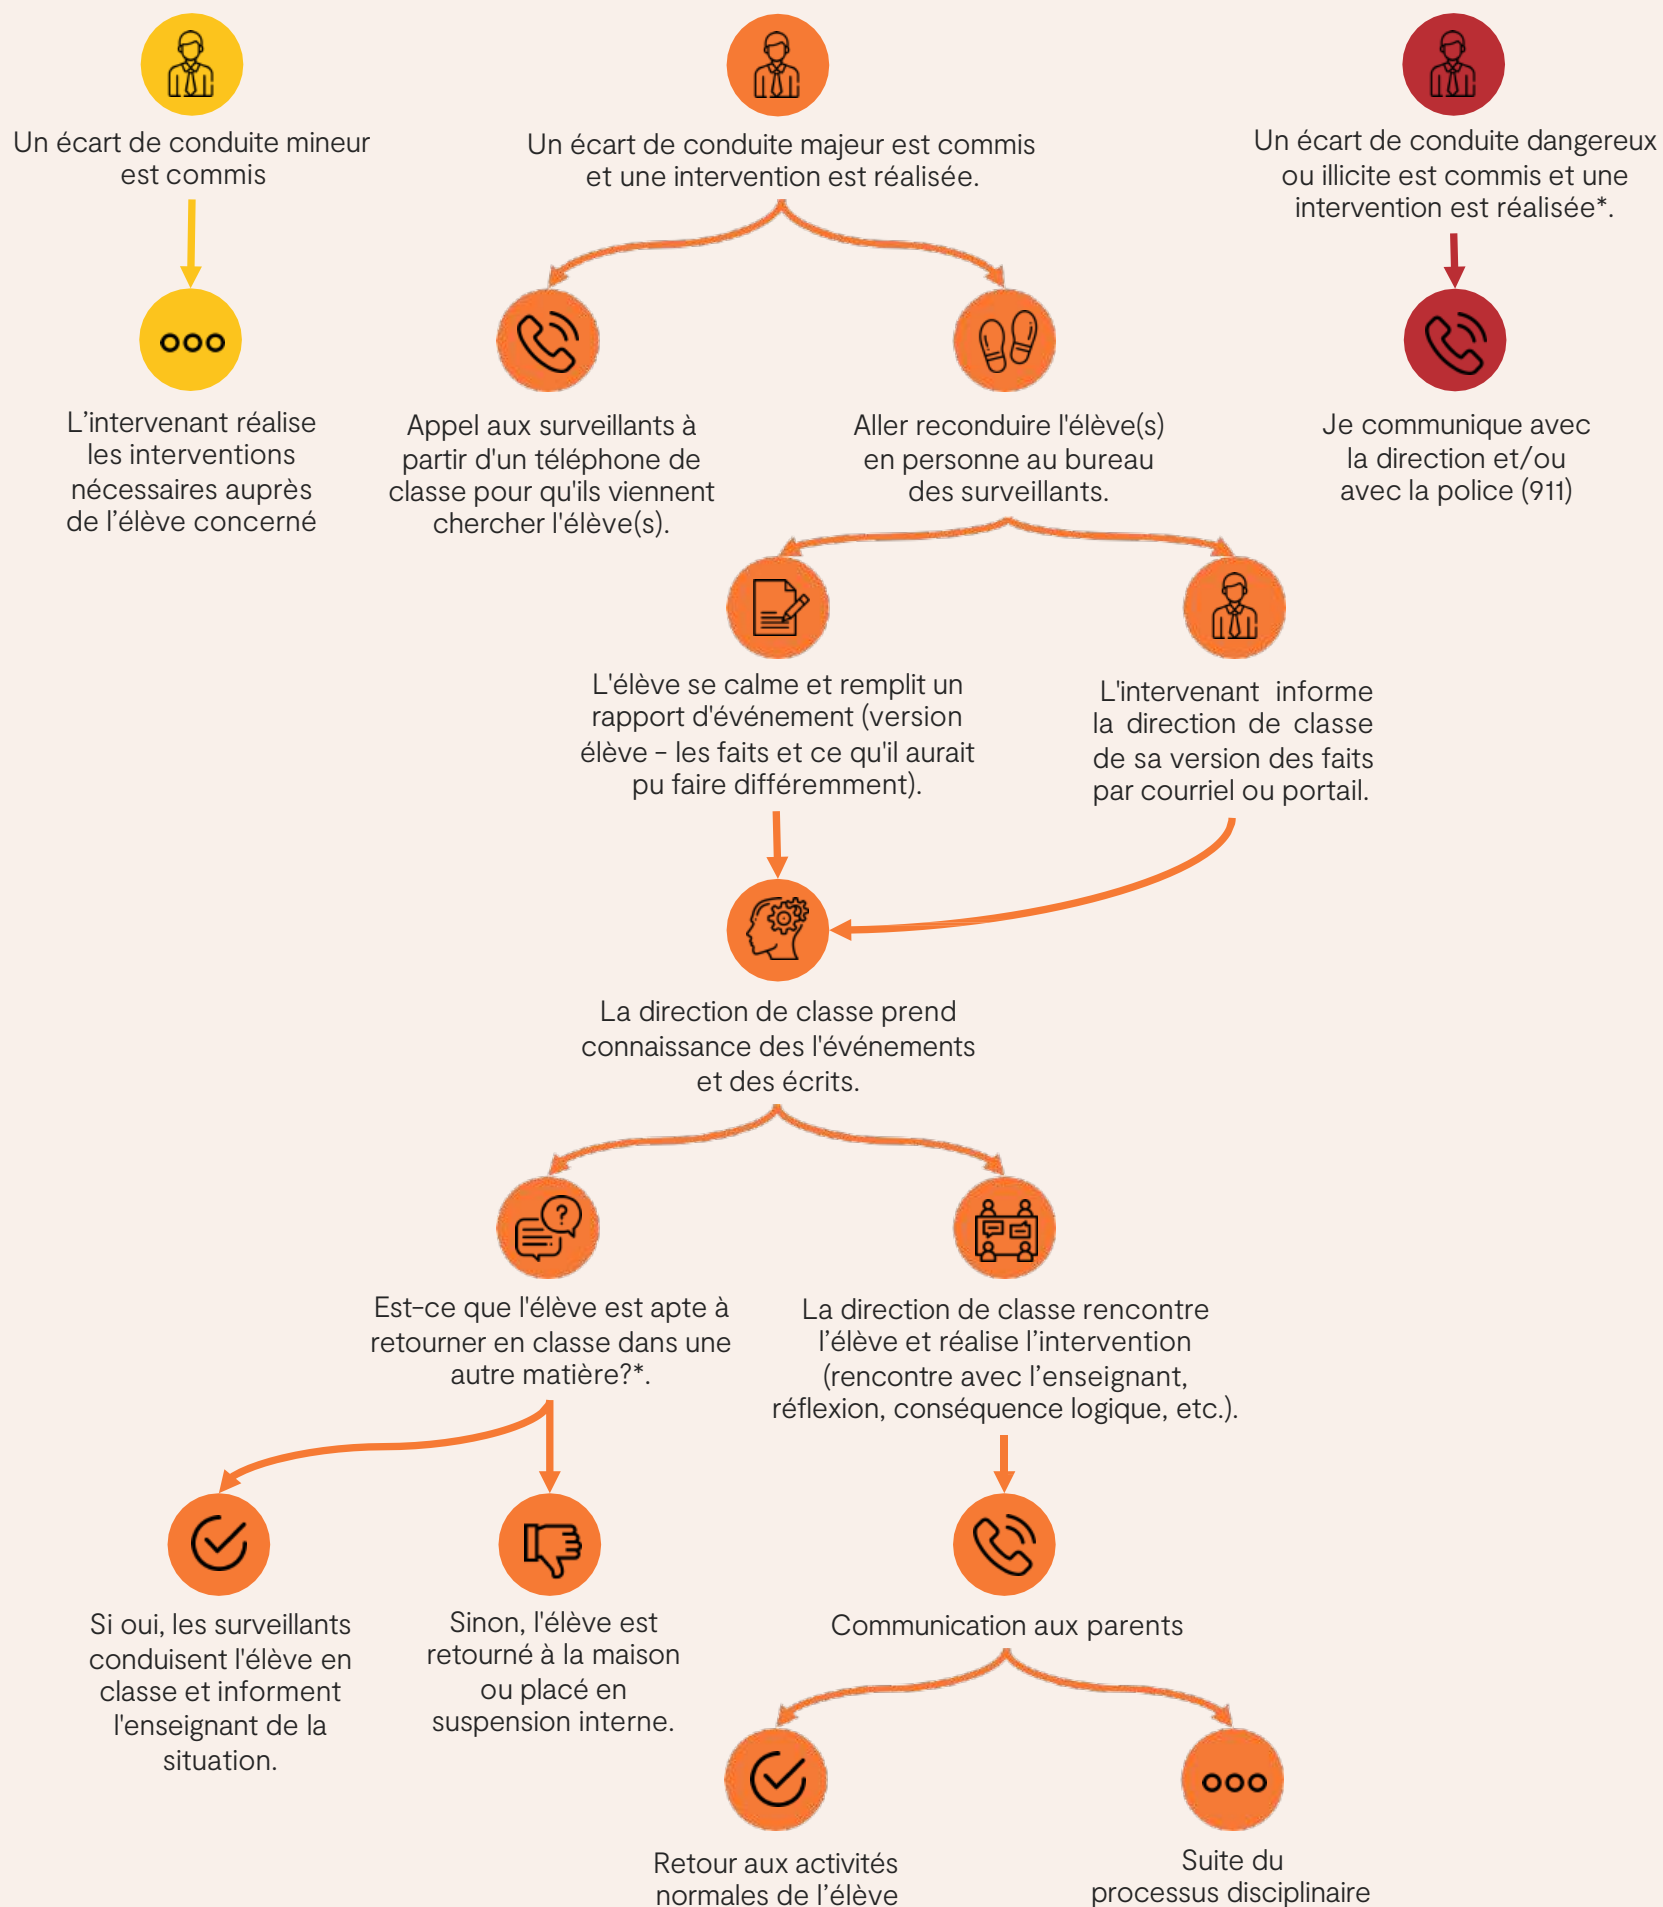 Un écart de conduite mineur
est commis
Un écart de conduite majeur est commis
et une intervention est réalisée.
Un écart de conduite dangereux
ou illicite est commis et une
intervention est réalisée*.
L’intervenant réalise
les interventions
nécessaires auprès
de l’élève concerné
Appel aux surveillants à
partir d'un téléphone de
classe pour qu'ils viennent
chercher l'élève(s).
Aller reconduire l'élève(s)
en personne au bureau
des surveillants.
Je communique avec
la direction et/ou
avec la police (911)
L'élève se calme et remplit un
rapport d'événement (version
élève - les faits et ce qu'il aurait
pu faire différemment).
L'intervenant informe
la direction de classe
de sa version des faits
par courriel ou portail.
La direction de classe prend
connaissance des l'événements
et des écrits.
Est-ce que l'élève est apte à
retourner en classe dans une
autre matière?*.
La direction de classe rencontre
l’élève et réalise l’intervention
(rencontre avec l’enseignant,
réflexion, conséquence logique, etc.).
Si oui, les surveillants
conduisent l'élève en
classe et informent
l'enseignant de la
situation.
Sinon, l'élève est
retourné à la maison
ou placé en
suspension interne.
Communication aux parents
Retour aux activités
normales de l’élève
Suite du
processus disciplinaire